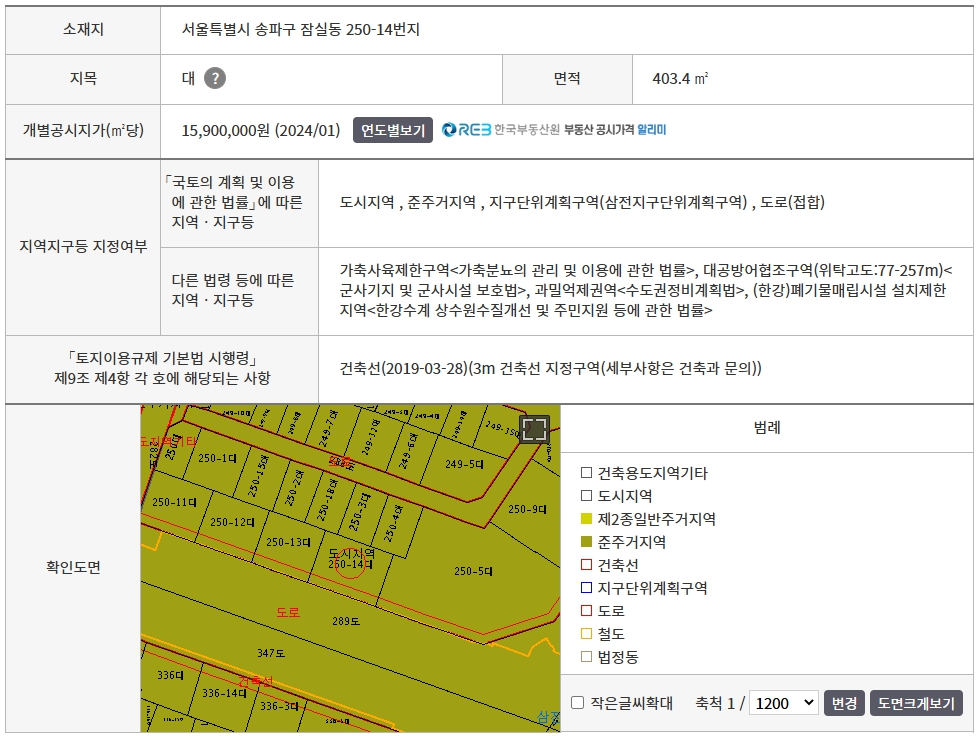 소재지
서울특별시 송파구 잠실동 250-14번지
지목
대 ?
면적
403.4 ㎡
개별공시지가(㎡당)
15,900,000원 (2024/01) 연도별보기 REB 한국부동산원 부동산 공시가격 알리미
지역지구등 지정여부
「국토의 계획 및 이용
에 관한 법률」에 따른
지역ㆍ지구등
도시지역 , 준주거지역 , 지구단위계획구역(삼전지구단위계획구역) , 도로(접합)
다른 법령 등에 따른
지역ㆍ지구등
가축사육제한구역<가축분뇨의 관리 및 이용에 관한 법률>, 대공방어협조구역(위탁고도:77-257m)<
군사기지 및 군사시설 보호법>, 과밀억제권역<수도권정비계획법>, (한강)폐기물매립시설 설치제한
지역<한강수계 상수원수질개선 및 주민지원 등에 관한 법률>
「토지이용규제 기본법 시행령」
제9조 제4항 각 호에 해당되는 사항
건축선(2019-03-28)(3m 건축선 지정구역(세부사항은 건축과 문의))
확인도면
249-7대
249-12대
249-6대
249-5대
249-15대
250-1대
250-15대
250-2대
250-18대
250-3대
250-4대
250-9대
250-11대
250-12대
250-13대
도시지역
250-14대
250-5대
도로
289도
347도
336대
건축선
336-14대
336-3대
범례
건축용도지역기타
도시지역
제2종일반주거지역
준주거지역
건축선
지구단위계획구역
도로
철도
법정동
작은글씨확대 축척 1 / 1200 변경 도면크게보기